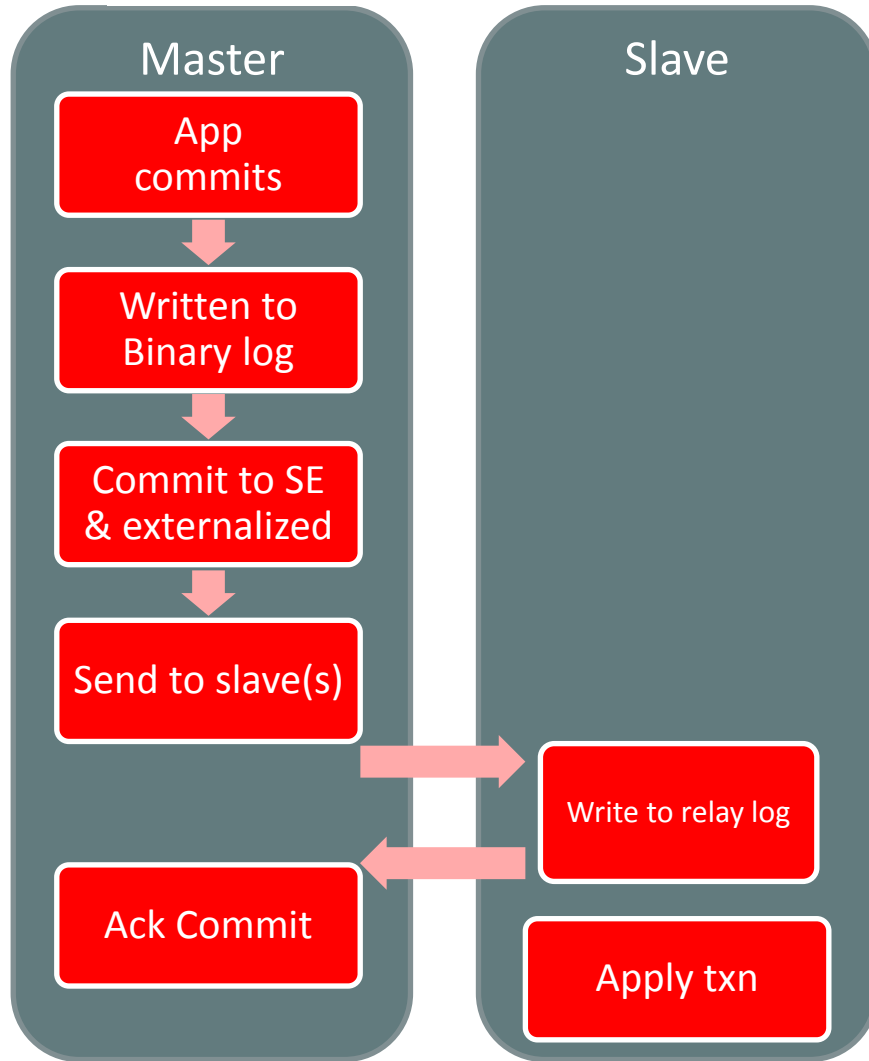 Master
App
commits
Written to
Binary log
Commit to SE
& externalized
Send to slave(s)
Ack Commit
Slave
Write to relay log
Apply txn